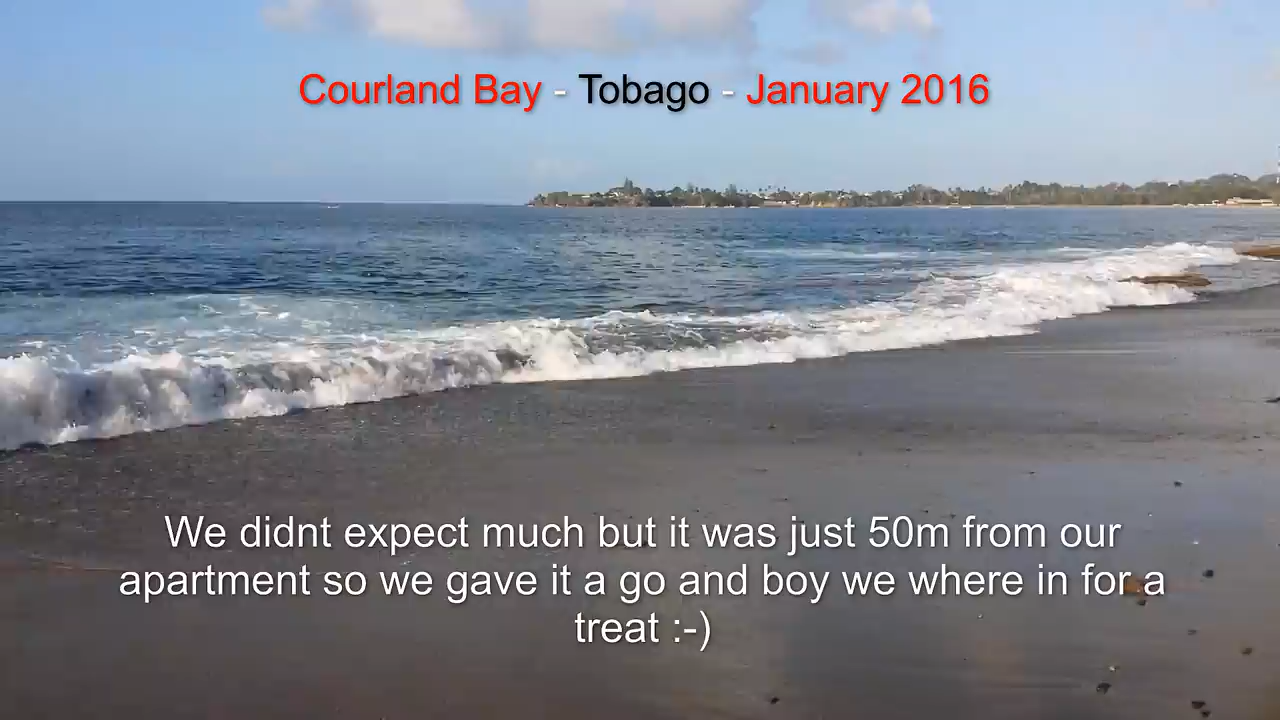 Courland Bay - Tobago - January 2016
We didnt expect much but it was just 50m from our
apartment so we gave it a go and boy we where in for a
treat :-)